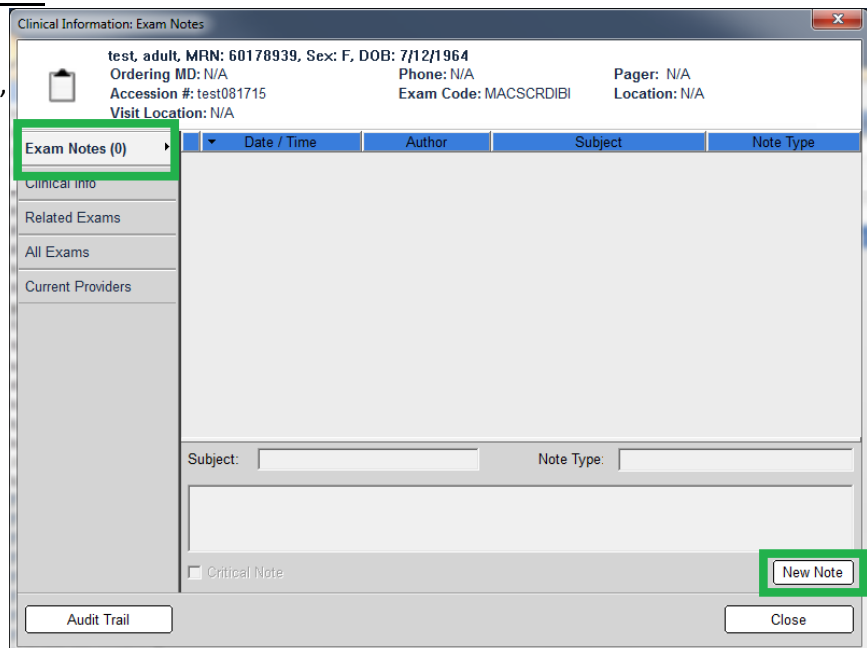 Clinical Information: Exam Notes
test, adult, MRN: 60178939, Sex: F, DOB: 7/12/1964
Ordering MD: N/A Phone: N/A Pager: N/A
Accession #: test081715 Exam Code: MACSCRDIBI Location: N/A
Visit Location: N/A
,
Exam Notes (0) Date / Time Author Subject Note Type
Clinical Info
Related Exams
All Exams
Current Providers
Subject: Note Type:
Critical Note New Note
Audit Trail Close